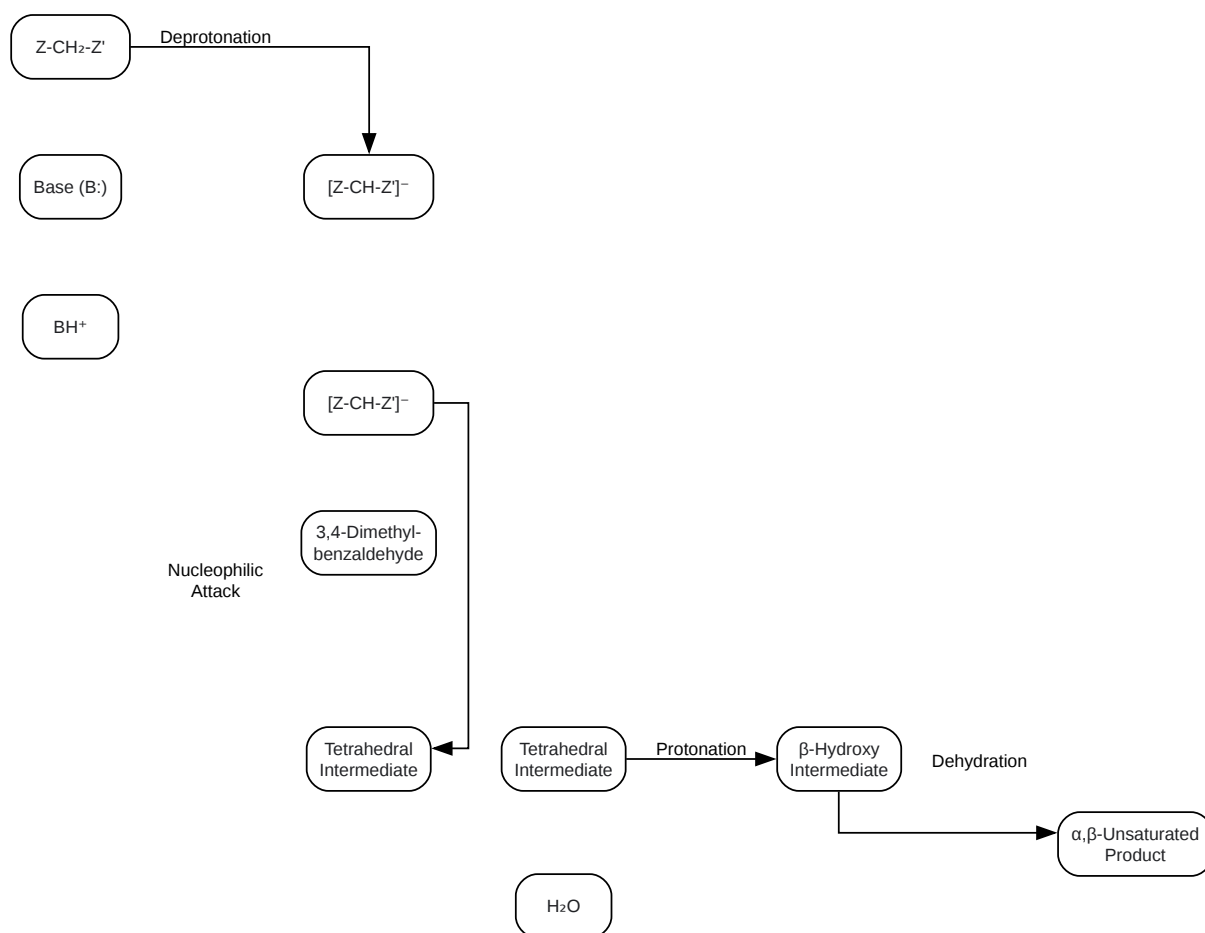 Z-CH₂-Z'
Deprotonation
Base (B:)
[Z-CH-Z']⁻
BH⁺
[Z-CH-Z']⁻
3,4-Dimethyl-
benzaldehyde
Nucleophilic
Attack
Tetrahedral
Intermediate
Tetrahedral
Intermediate
Protonation
β-Hydroxy
Intermediate
Dehydration
α,β-Unsaturated
Product
H₂O